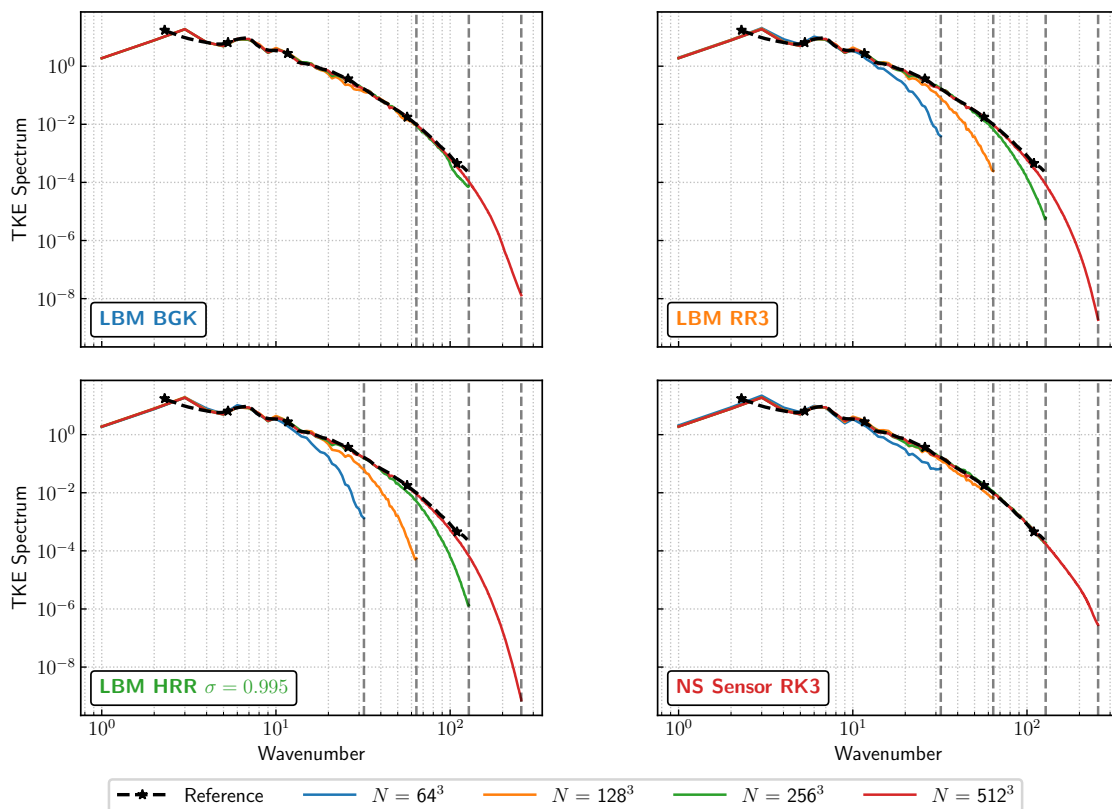 TKE Spectrum
10^0
10^{-2}
10^{-4}
10^{-6}
10^{-8}
LBM BGK
LBM RR3
TKE Spectrum
10^0
10^{-2}
10^{-4}
10^{-6}
10^{-8}
LBM HRR σ = 0.995
NS Sensor RK3
10^0 10^1 10^2
10^0 10^1 10^2
Wavenumber
Wavenumber
Reference N = 64^3 N = 128^3 N = 256^3 N = 512^3